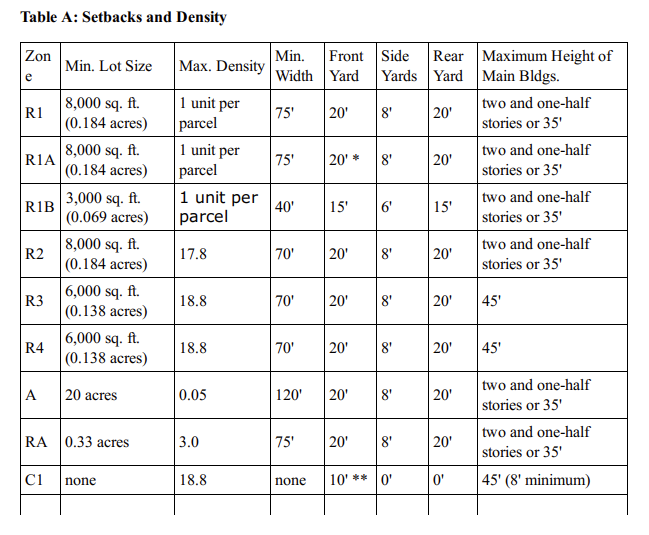 Table A: Setbacks and Density
Zon
e
Min. Lot Size
Max. Density
Min.
Width
Front
Yard
Side
Yards
Rear
Yard
Maximum Height of
Main Bldgs.
R1
8,000 sq. ft.
(0.184 acres)
1 unit per
parcel
75'
20'
8'
20'
two and one-half
stories or 35'
R1A
8,000 sq. ft.
(0.184 acres)
1 unit per
parcel
75'
20' *
8'
20'
two and one-half
stories or 35'
R1B
3,000 sq. ft.
(0.069 acres)
1 unit per
parcel
40'
15'
6'
15'
two and one-half
stories or 35'
R2
8,000 sq. ft.
(0.184 acres)
17.8
70'
20'
8'
20'
two and one-half
stories or 35'
R3
6,000 sq. ft.
(0.138 acres)
18.8
70'
20'
8'
20'
45'
R4
6,000 sq. ft.
(0.138 acres)
18.8
70'
20'
8'
20'
45'
A
20 acres
0.05
120'
20'
8'
20'
two and one-half
stories or 35'
RA
0.33 acres
3.0
75'
20'
8'
20'
two and one-half
stories or 35'
C1
none
18.8
none
10' **
0'
0'
45' (8' minimum)